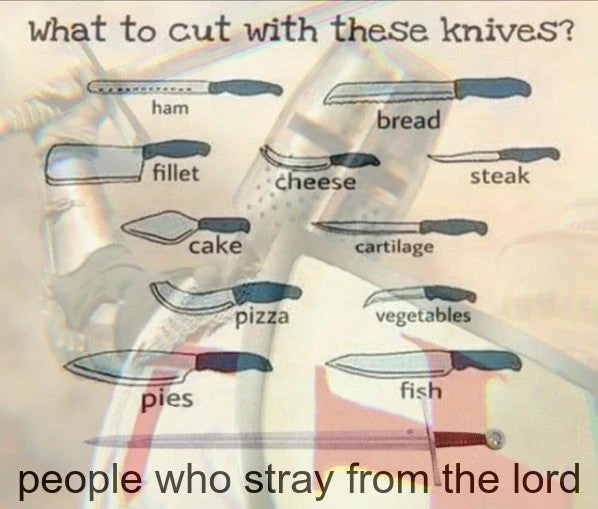 What to cut with these knives?
ham
bread
fillet
cheese
steak
cake
cartilage
pizza
vegetables
pies
fish
people who stray from the lord